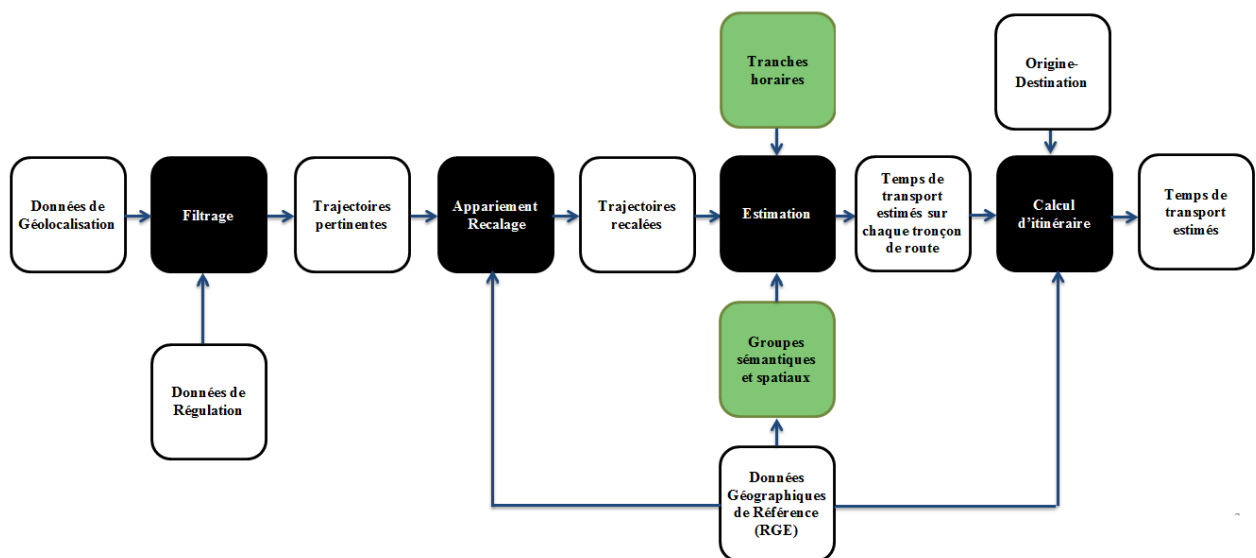 Tranches
horaires
Origine-
Destination
Données de
Géolocalisation
Filtrage
Trajectoires
pertinentes
Appariement
Recalage
Trajectoires
recalées
Estimation
Temps de
transport
estimés sur
chaque tronçon
de route
Calcul
d'itinéraire
Temps de
transport
estimés
Données de
Régulation
Groupes
sémantiques
et spatiaux
Données
Géographiques
de Référence
(RGE)